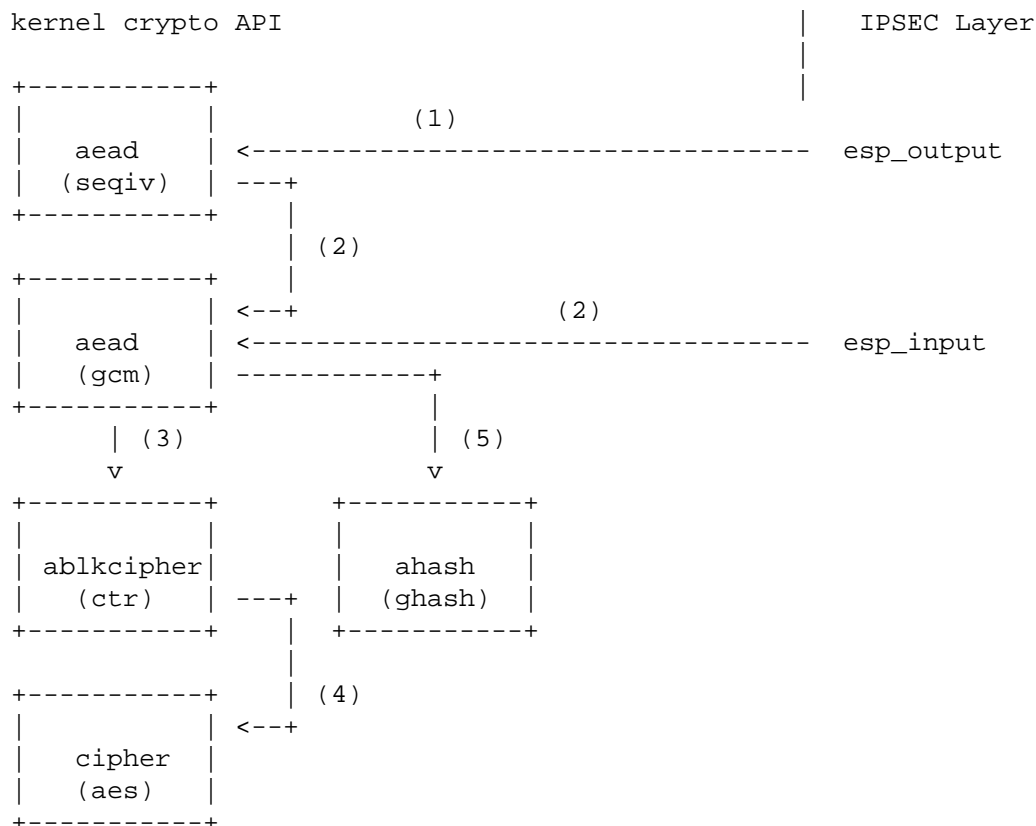 kernel crypto API | IPSEC Layer
|
+-----------+ |
| | (1)
| aead | <----------------------------------- esp_output
| (seqiv) | ---+
+-----------+ |
| (2)
+-----------+ |
| | <--+ (2)
| aead | <----------------------------------- esp_input
| (gcm) | ------------+
+-----------+ |
| (3) | (5)
v v
+-----------+ +-----------+
| | | |
| ablkcipher| | ahash |
| (ctr) | ---+ | (ghash) |
+-----------+ | +-----------+
|
+-----------+ | (4)
| | <--+
| cipher |
| (aes) |
+-----------+